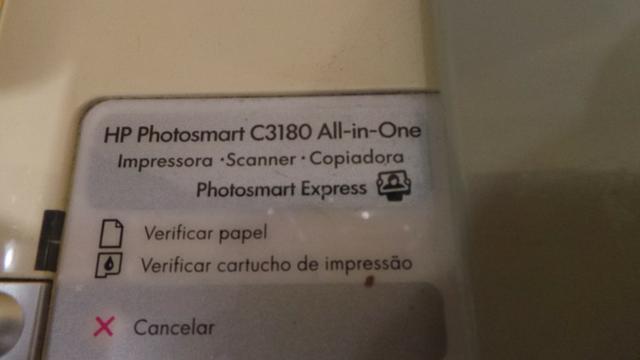 HP Photosmart C3180 All-in-One
Impressora · Scanner · Copiadora
Photosmart Express
Verificar papel
Verificar cartucho de impressão
Cancelar